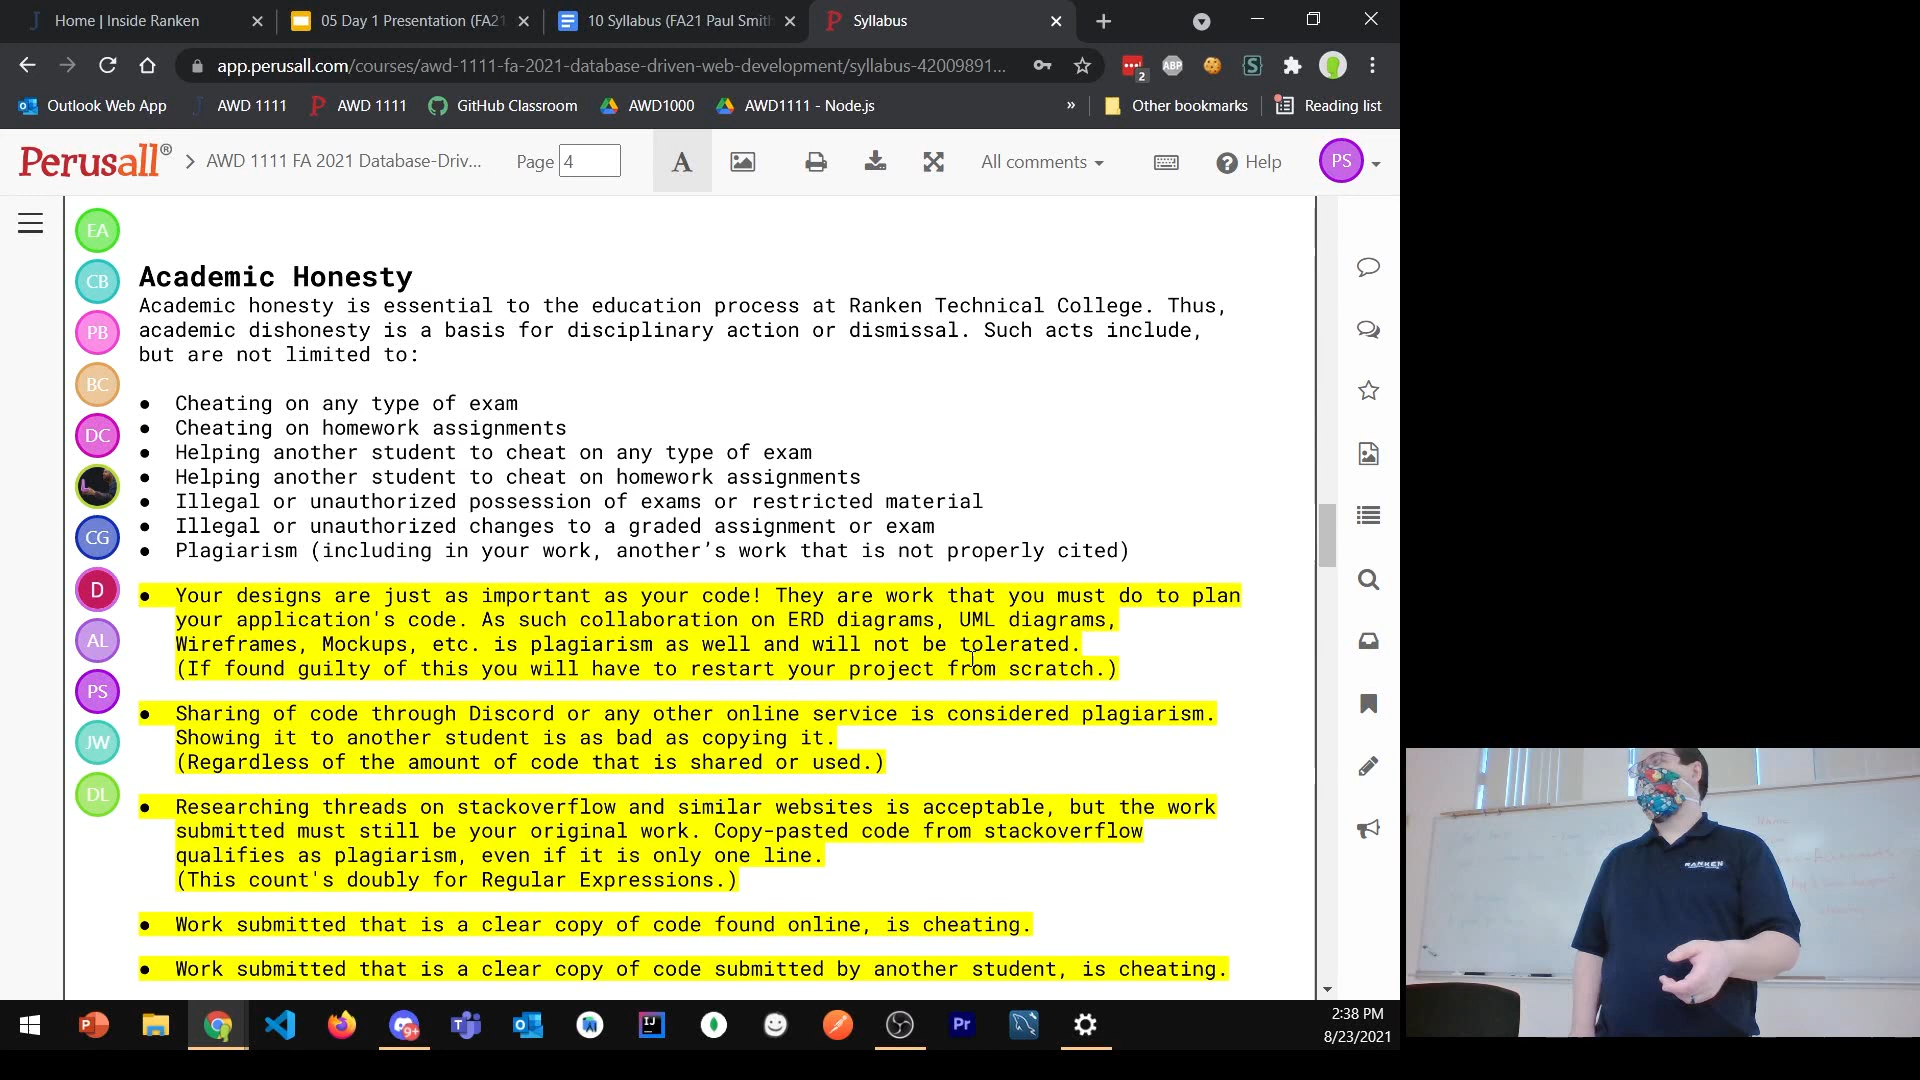 Home | Inside Ranken
05 Day 1 Presentation (FA21
10 Syllabus (FA21 Paul Smith
Syllabus
app.perusall.com/courses/awd-1111-fa-2021-database-driven-web-development/syllabus-42009891...
2
ABP
Outlook Web App
AWD 1111
AWD 1111
GitHub Classroom
AWD1000
AWD1111 - Node.js
»
Other bookmarks
Reading list
Perusall®
AWD 1111 FA 2021 Database-Driv...
Page 4
A
All comments
Help
PS
EA
CB
PB
BC
DC
CG
D
AL
PS
JW
DL
Academic Honesty
Academic honesty is essential to the education process at Ranken Technical College. Thus,
academic dishonesty is a basis for disciplinary action or dismissal. Such acts include,
but are not limited to:
● Cheating on any type of exam
● Cheating on homework assignments
● Helping another student to cheat on any type of exam
● Helping another student to cheat on homework assignments
● Illegal or unauthorized possession of exams or restricted material
● Illegal or unauthorized changes to a graded assignment or exam
● Plagiarism (including in your work, another’s work that is not properly cited)
● Your designs are just as important as your code! They are work that you must do to plan
your application's code. As such collaboration on ERD diagrams, UML diagrams,
Wireframes, Mockups, etc. is plagiarism as well and will not be tolerated.
(If found guilty of this you will have to restart your project from scratch.)
● Sharing of code through Discord or any other online service is considered plagiarism.
Showing it to another student is as bad as copying it.
(Regardless of the amount of code that is shared or used.)
● Researching threads on stackoverflow and similar websites is acceptable, but the work
submitted must still be your original work. Copy-pasted code from stackoverflow
qualifies as plagiarism, even if it is only one line.
(This count's doubly for Regular Expressions.)
● Work submitted that is a clear copy of code found online, is cheating.
● Work submitted that is a clear copy of code submitted by another student, is cheating.
RANKEN
9+
IJ
Pr
2:38 PM
8/23/2021